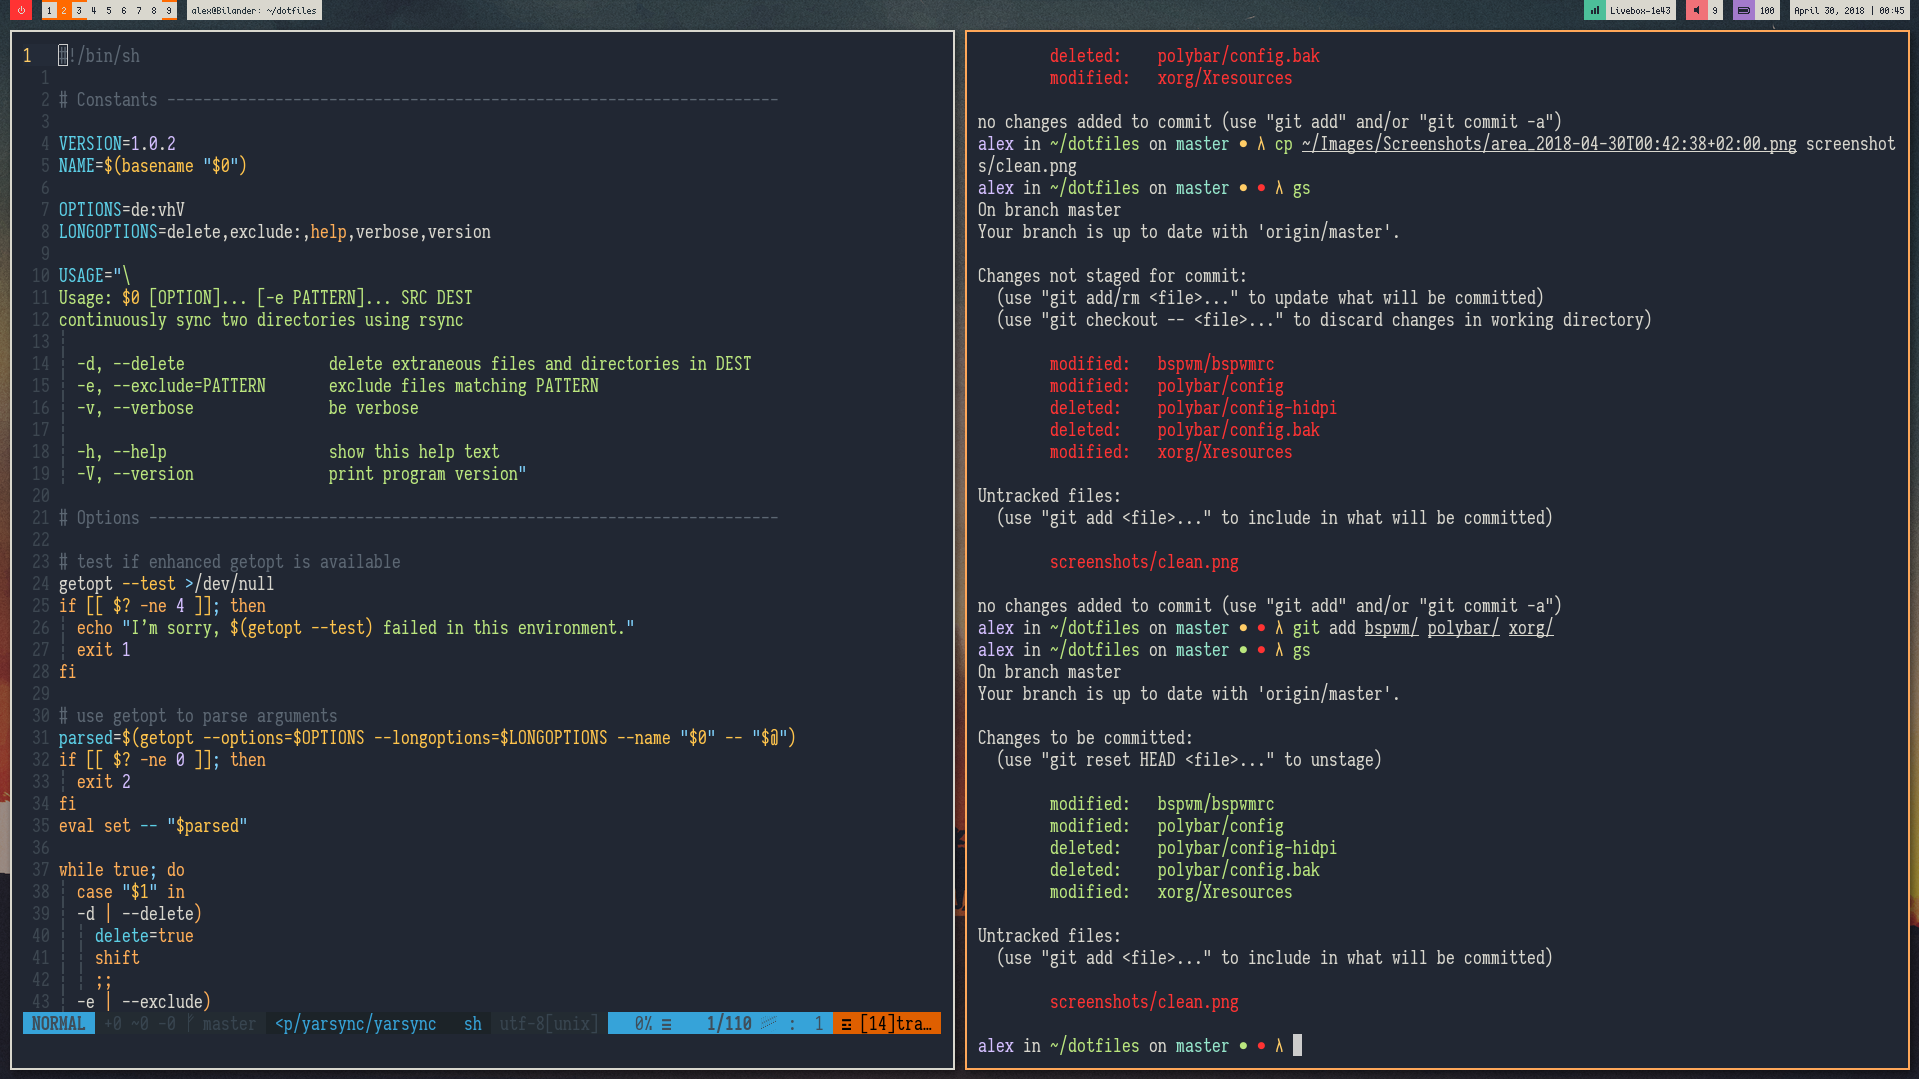 1 2 3 4 5 6 7 8 9 alex@Bilander: ~/dotfiles Livebox-1e43 9 100 April 30, 2018 | 00:45
1 #!/bin/sh
1
2 # Constants --------------------------------------------------------------------
3
4 VERSION=1.0.2
5 NAME=$(basename "$0")
6
7 OPTIONS=de:vhV
8 LONGOPTIONS=delete,exclude:,help,verbose,version
9
10 USAGE="\
11 Usage: $0 [OPTION]... [-e PATTERN]... SRC DEST
12 continuously sync two directories using rsync
13
14 -d, --delete delete extraneous files and directories in DEST
15 -e, --exclude=PATTERN exclude files matching PATTERN
16 -v, --verbose be verbose
17
18 -h, --help show this help text
19 -V, --version print program version"
20
21 # Options ----------------------------------------------------------------------
22
23 # test if enhanced getopt is available
24 getopt --test >/dev/null
25 if [[ $? -ne 4 ]]; then
26 echo "I'm sorry, $(getopt --test) failed in this environment."
27 exit 1
28 fi
29
30 # use getopt to parse arguments
31 parsed=$(getopt --options=$OPTIONS --longoptions=$LONGOPTIONS --name "$0" -- "$@")
32 if [[ $? -ne 0 ]]; then
33 exit 2
34 fi
35 eval set -- "$parsed"
36
37 while true; do
38 case "$1" in
39 -d | --delete)
40 delete=true
41 shift
42 ;;
43 -e | --exclude)
NORMAL +0 ~0 -0 master <p/yarsync/yarsync sh utf-8[unix] 0% ≡ 1/110 : 1 [14]tra…
deleted: polybar/config.bak
modified: xorg/Xresources

no changes added to commit (use "git add" and/or "git commit -a")
alex in ~/dotfiles on master • λ cp ~/Images/Screenshots/area_2018-04-30T00:42:38+02:00.png screenshot
s/clean.png
alex in ~/dotfiles on master • • λ gs
On branch master
Your branch is up to date with 'origin/master'.

Changes not staged for commit:
(use "git add/rm <file>..." to update what will be committed)
(use "git checkout -- <file>..." to discard changes in working directory)

modified: bspwm/bspwmrc
modified: polybar/config
deleted: polybar/config-hidpi
deleted: polybar/config.bak
modified: xorg/Xresources

Untracked files:
(use "git add <file>..." to include in what will be committed)

screenshots/clean.png

no changes added to commit (use "git add" and/or "git commit -a")
alex in ~/dotfiles on master • • λ git add bspwm/ polybar/ xorg/
alex in ~/dotfiles on master • • λ gs
On branch master
Your branch is up to date with 'origin/master'.

Changes to be committed:
(use "git reset HEAD <file>..." to unstage)

modified: bspwm/bspwmrc
modified: polybar/config
deleted: polybar/config-hidpi
deleted: polybar/config.bak
modified: xorg/Xresources

Untracked files:
(use "git add <file>..." to include in what will be committed)

screenshots/clean.png

alex in ~/dotfiles on master • • λ